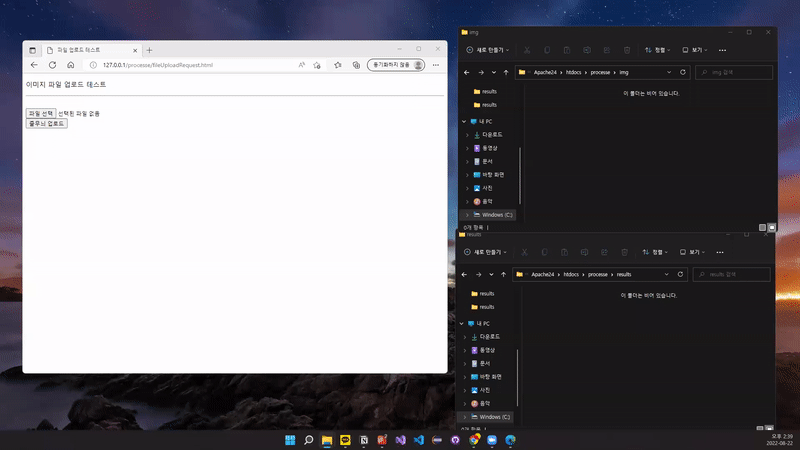 파일 업로드 테스트
127.0.0.1/processe/fileUploadRequest.html
동기화하지 않음
이미지 파일 업로드 테스트
파일 선택 선택된 파일 없음
줄무늬 업로드
img
새로 만들기
정렬
보기
Apache24 > htdocs > processe > img
img 검색
results
results
내 PC
다운로드
동영상
문서
바탕 화면
사진
음악
Windows (C:)
이 폴더는 비어 있습니다.
0개 항목
results
새로 만들기
정렬
보기
Apache24 > htdocs > processe > results
results 검색
results
results
내 PC
다운로드
동영상
문서
바탕 화면
사진
음악
Windows (C:)
이 폴더는 비어 있습니다.
0개 항목
오후 2:39
2022-08-22